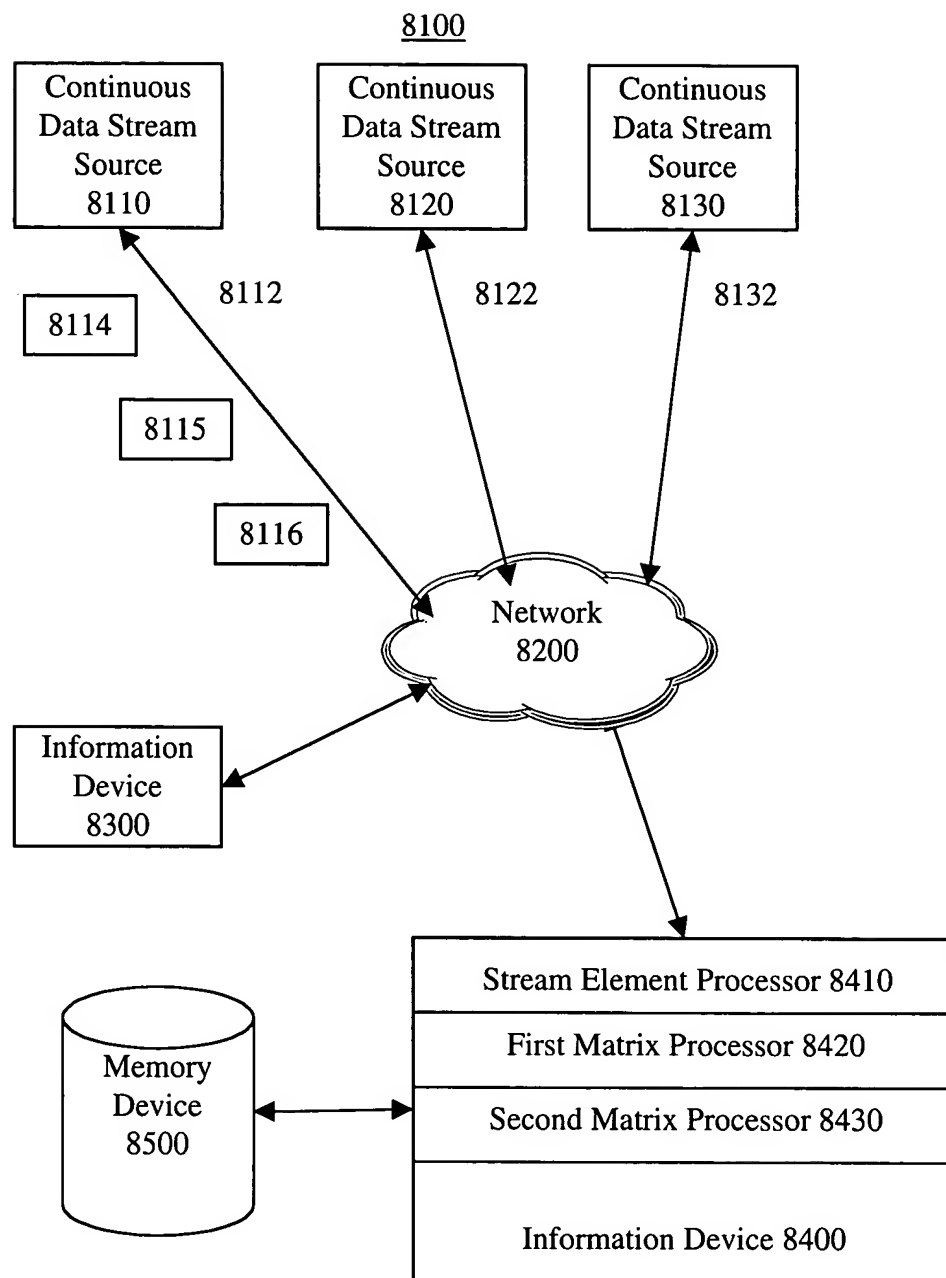 8100
Continuous
Data Stream
Source
8110
Continuous
Data Stream
Source
8120
Continuous
Data Stream
Source
8130
8112
8122
8132
8114
8115
8116
Network
8200
Information
Device
8300
Memory
Device
8500
Stream Element Processor 8410
First Matrix Processor 8420
Second Matrix Processor 8430
Information Device 8400